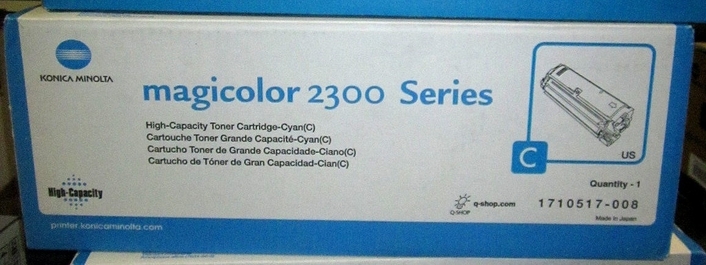 KONICA MINOLTA
magicolor 2300 Series
High-Capacity Toner Cartridge-Cyan(C)
Cartouche Toner Grande Capacité-Cyan(C)
Cartucho Toner de Grande Capacidade-Ciano(C)
Cartucho de Tóner de Gran Capacidad-Cian(C)
C
US
High-Capacity
Quantity - 1
Q-SHOP
q-shop.com
1710517-008
Made in Japan
printer.konicaminolta.com